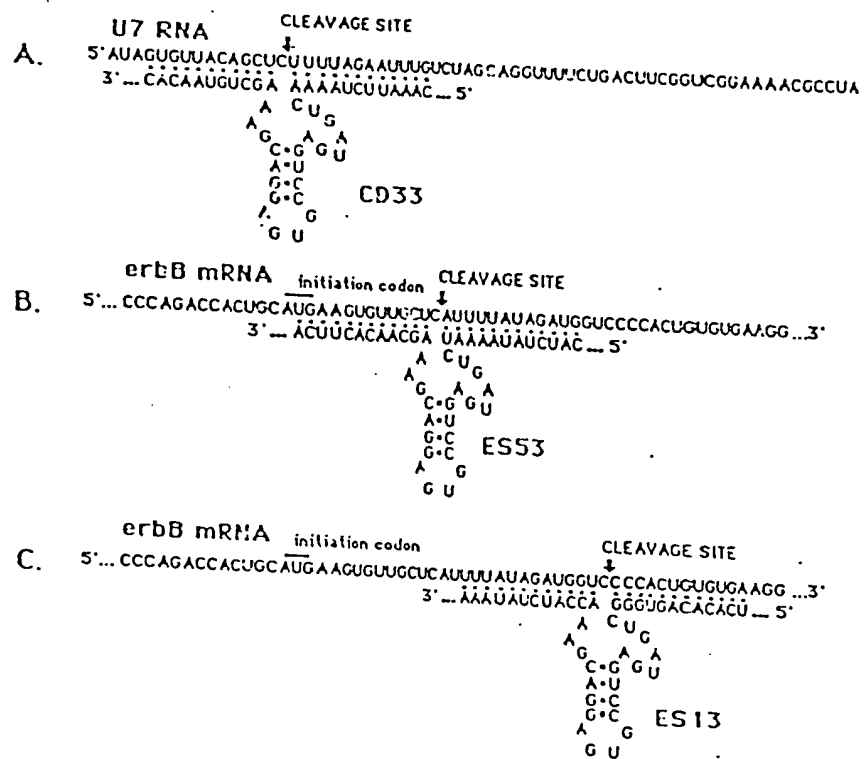 A.
U7 RNA
CLEAVAGE SITE
5'AUAGUGUUACAGCUCUUUUAGAAUUUGUCUAGCAGGUUUUCUGACUUCGGUCGGAAAACGCCUA
3'... CACAAUGUCGA AAAAUCUUAAAC... 5'
A C U G
A A A
G G U
C•G
A•U
G•C
G•C
A G
G U
CD33
B.
erbB mRNA
initiation codon
CLEAVAGE SITE
5'... CCCAGACCACUGCAUGAAGUGUUGCUCAUUUUAUAGAUGGUCCCCACUGUGUGAAGG ...3'
3'... ACUUCACAACGA UAAAAUAUCUAC... 5'
A C U G
A A A
G G U
C•G
A•U
G•C
G•C
A G
G U
ES53
C.
erbB mRNA
initiation codon
CLEAVAGE SITE
5'... CCCAGACCACUGCAUGAAGUGUUGCUCAUUUUAUAGAUGGUCCCCACUGUGUGAAGG ...3'
3'... AAAUAUCUACCA GGGUGACACACU... 5'
A C U G
A A A
G G U
C•G
A•U
G•C
G•C
A G
G U
ES13